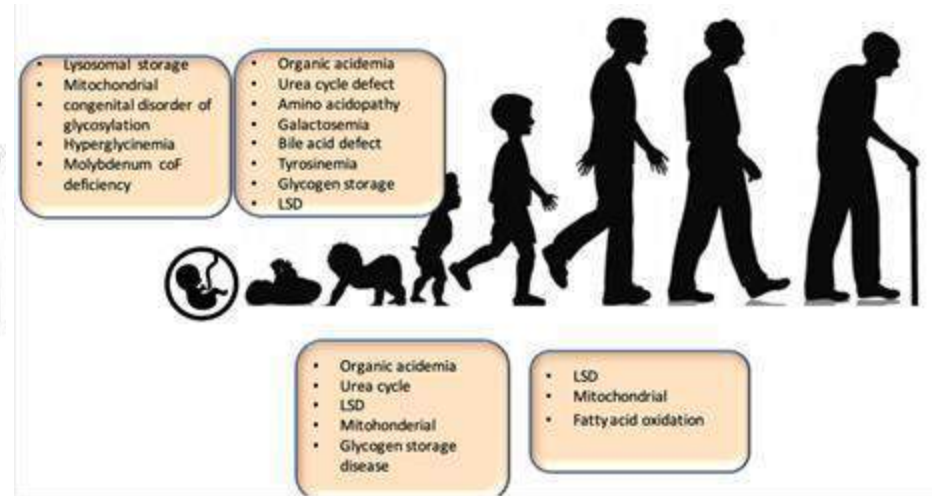 • Lysosomal storage
• Mitochondrial
• congenital disorder of
glycosylation
• Hyperglycinemia
• Molybdenum coF
deficiency
• Organic acidemia
• Urea cycle defect
• Amino acidopathy
• Galactosemia
• Bile acid defect
• Tyrosinemia
• Glycogen storage
• LSD
• Organic acidemia
• Urea cycle
• LSD
• Mitohonderial
• Glycogen storage
disease
• LSD
• Mitochondrial
• Fatty acid oxidation